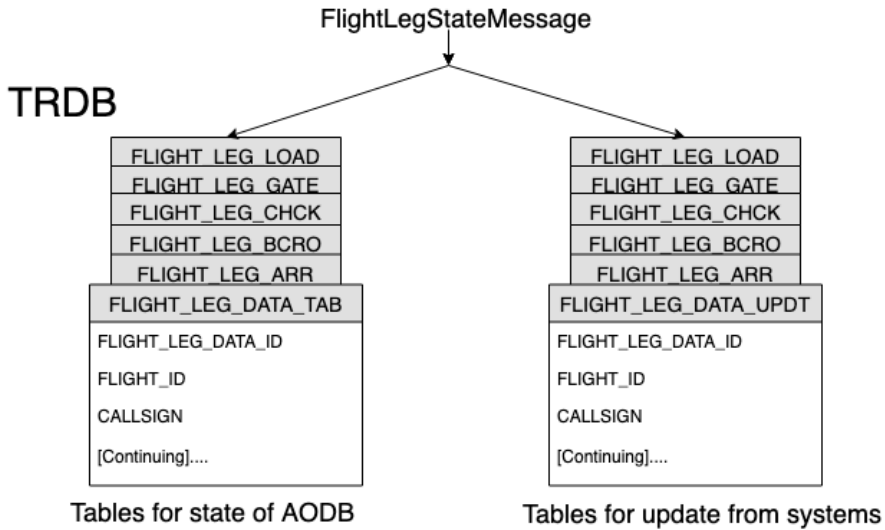 FlightLegStateMessage
TRDB
FLIGHT_LEG_LOAD
FLIGHT_LEG_GATE
FLIGHT_LEG_CHCK
FLIGHT_LEG_BCRO
FLIGHT_LEG_ARR
FLIGHT_LEG_DATA_TAB
FLIGHT_LEG_DATA_ID
FLIGHT_ID
CALLSIGN
[Continuing]....
Tables for state of AODB
FLIGHT_LEG_LOAD
FLIGHT_LEG_GATE
FLIGHT_LEG_CHCK
FLIGHT_LEG_BCRO
FLIGHT_LEG_ARR
FLIGHT_LEG_DATA_UPDT
FLIGHT_LEG_DATA_ID
FLIGHT_ID
CALLSIGN
[Continuing]....
Tables for update from systems